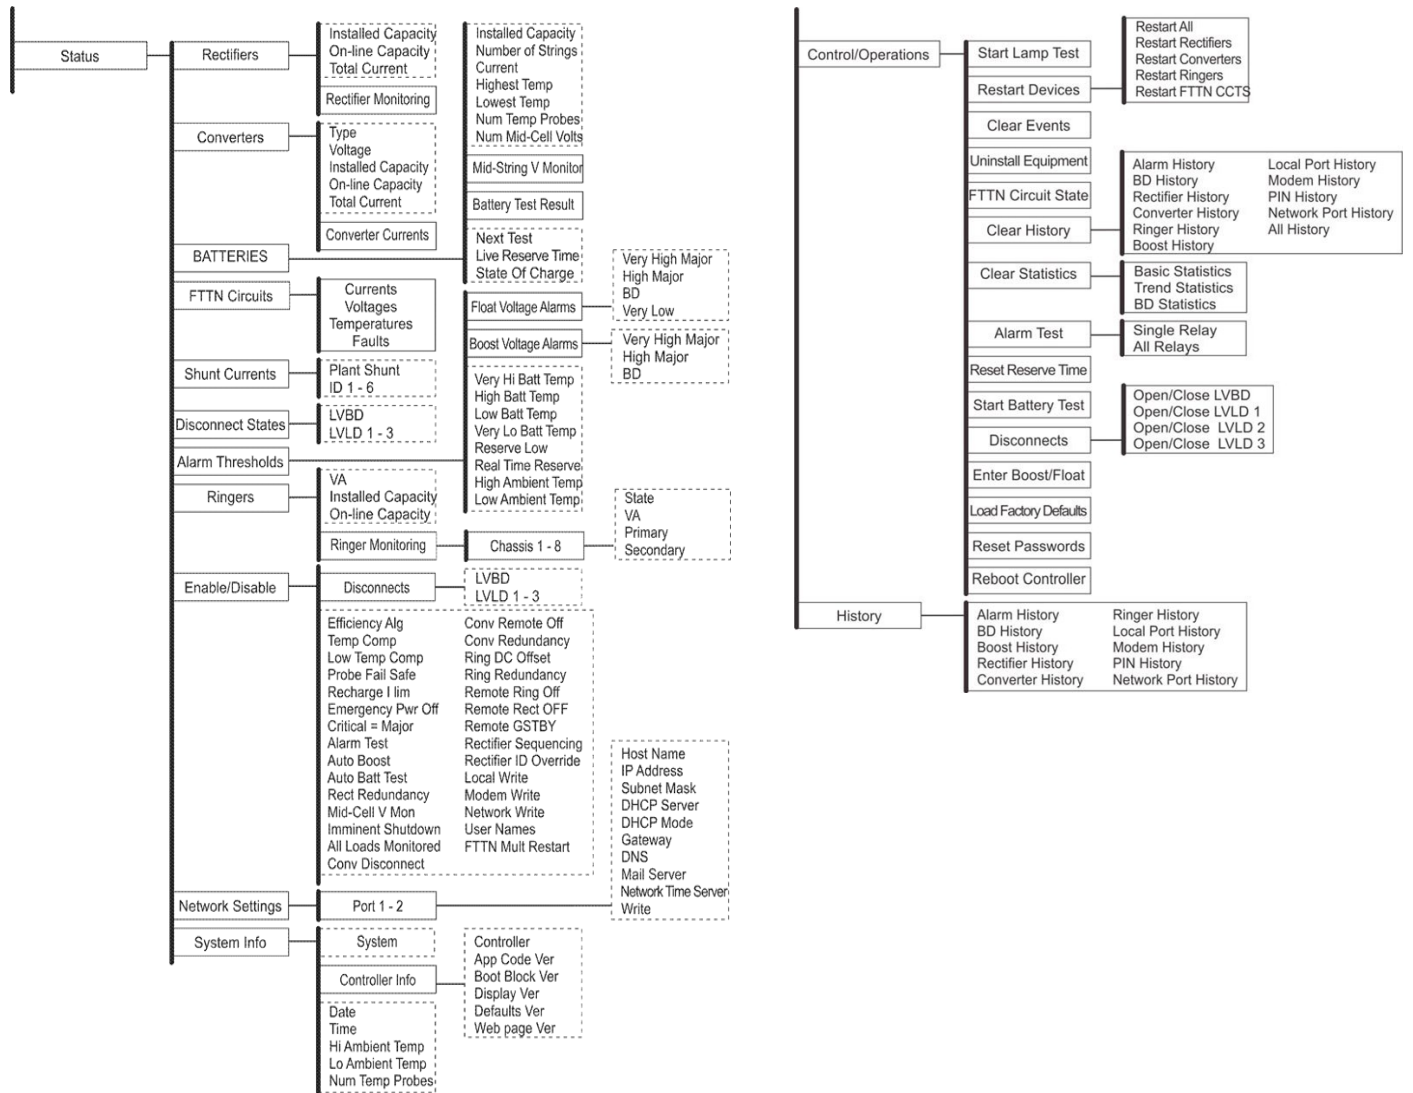 Status
Rectifiers
Installed Capacity
On-line Capacity
Total Current
Rectifier Monitoring
Converters
Type
Voltage
Installed Capacity
On-line Capacity
Total Current
Converter Currents
BATTERIES
Installed Capacity
Number of Strings
Current
Highest Temp
Lowest Temp
Num Temp Probes
Num Mid-Cell Volts
Mid-String V Monitor
Battery Test Result
Next Test
Live Reserve Time
State Of Charge
FTTN Circuits
Currents
Voltages
Temperatures
Faults
Shunt Currents
Plant Shunt
ID 1 - 6
Disconnect States
LVBD
LVLD 1 - 3
Alarm Thresholds
Float Voltage Alarms
Very High Major
High Major
BD
Very Low
Boost Voltage Alarms
Very High Major
High Major
BD
Very Hi Batt Temp
High Batt Temp
Low Batt Temp
Very Lo Batt Temp
Reserve Low
Real Time Reserve
High Ambient Temp
Low Ambient Temp
Ringers
VA
Installed Capacity
On-line Capacity
Ringer Monitoring
Chassis 1 - 8
State
VA
Primary
Secondary
Enable/Disable
Disconnects
LVBD
LVLD 1 - 3
Efficiency Alg
Temp Comp
Low Temp Comp
Probe Fail Safe
Recharge I lim
Emergency Pwr Off
Critical = Major
Alarm Test
Auto Boost
Auto Batt Test
Rect Redundancy
Mid-Cell V Mon
Imminent Shutdown
All Loads Monitored
Conv Disconnect
Conv Remote Off
Conv Redundancy
Ring DC Offset
Ring Redundancy
Remote Ring Off
Remote Rect OFF
Remote GSTBY
Rectifier Sequencing
Rectifier ID Override
Local Write
Modem Write
Network Write
User Names
FTTN Mult Restart
Network Settings
Port 1 - 2
Host Name
IP Address
Subnet Mask
DHCP Server
DHCP Mode
Gateway
DNS
Mail Server
Network Time Server
Write
System Info
System
Controller Info
Controller
App Code Ver
Boot Block Ver
Display Ver
Defaults Ver
Web page Ver
Date
Time
Hi Ambient Temp
Lo Ambient Temp
Num Temp Probes
Control/Operations
Start Lamp Test
Restart Devices
Restart All
Restart Rectifiers
Restart Converters
Restart Ringers
Restart FTTN CCTS
Clear Events
Uninstall Equipment
FTTN Circuit State
Clear History
Alarm History
BD History
Rectifier History
Converter History
Ringer History
Boost History
Local Port History
Modem History
PIN History
Network Port History
All History
Clear Statistics
Basic Statistics
Trend Statistics
BD Statistics
Alarm Test
Single Relay
All Relays
Reset Reserve Time
Start Battery Test
Disconnects
Open/Close LVBD
Open/Close LVLD 1
Open/Close LVLD 2
Open/Close LVLD 3
Enter Boost/Float
Load Factory Defaults
Reset Passwords
Reboot Controller
History
Alarm History
BD History
Boost History
Rectifier History
Converter History
Ringer History
Local Port History
Modem History
PIN History
Network Port History